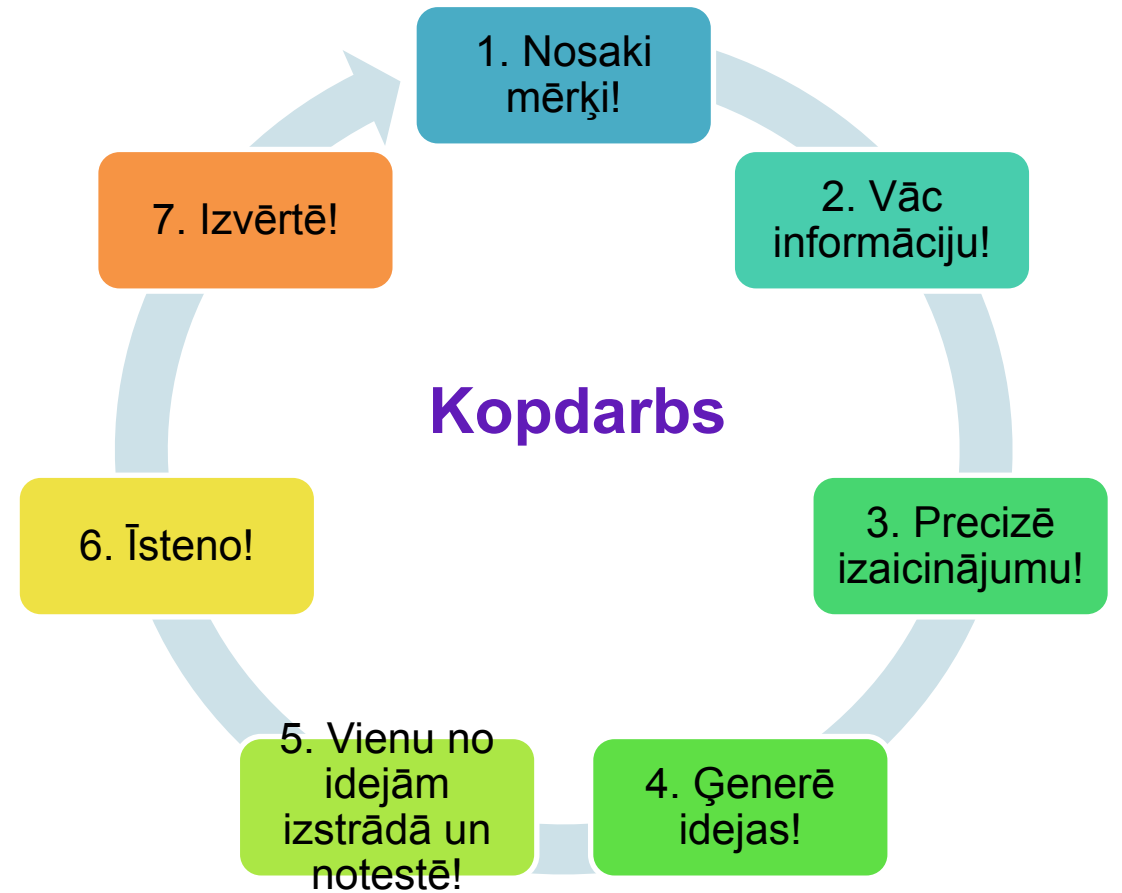 1. Nosaki
mērķi!
2. Vāc
informāciju!
3. Precizē
izaicinājumu!
4. Ģenerē
idejas!
5. Vienu no
idejām
izstrādā un
notestē!
6. Īsteno!
7. Izvērtē!
Kopdarbs